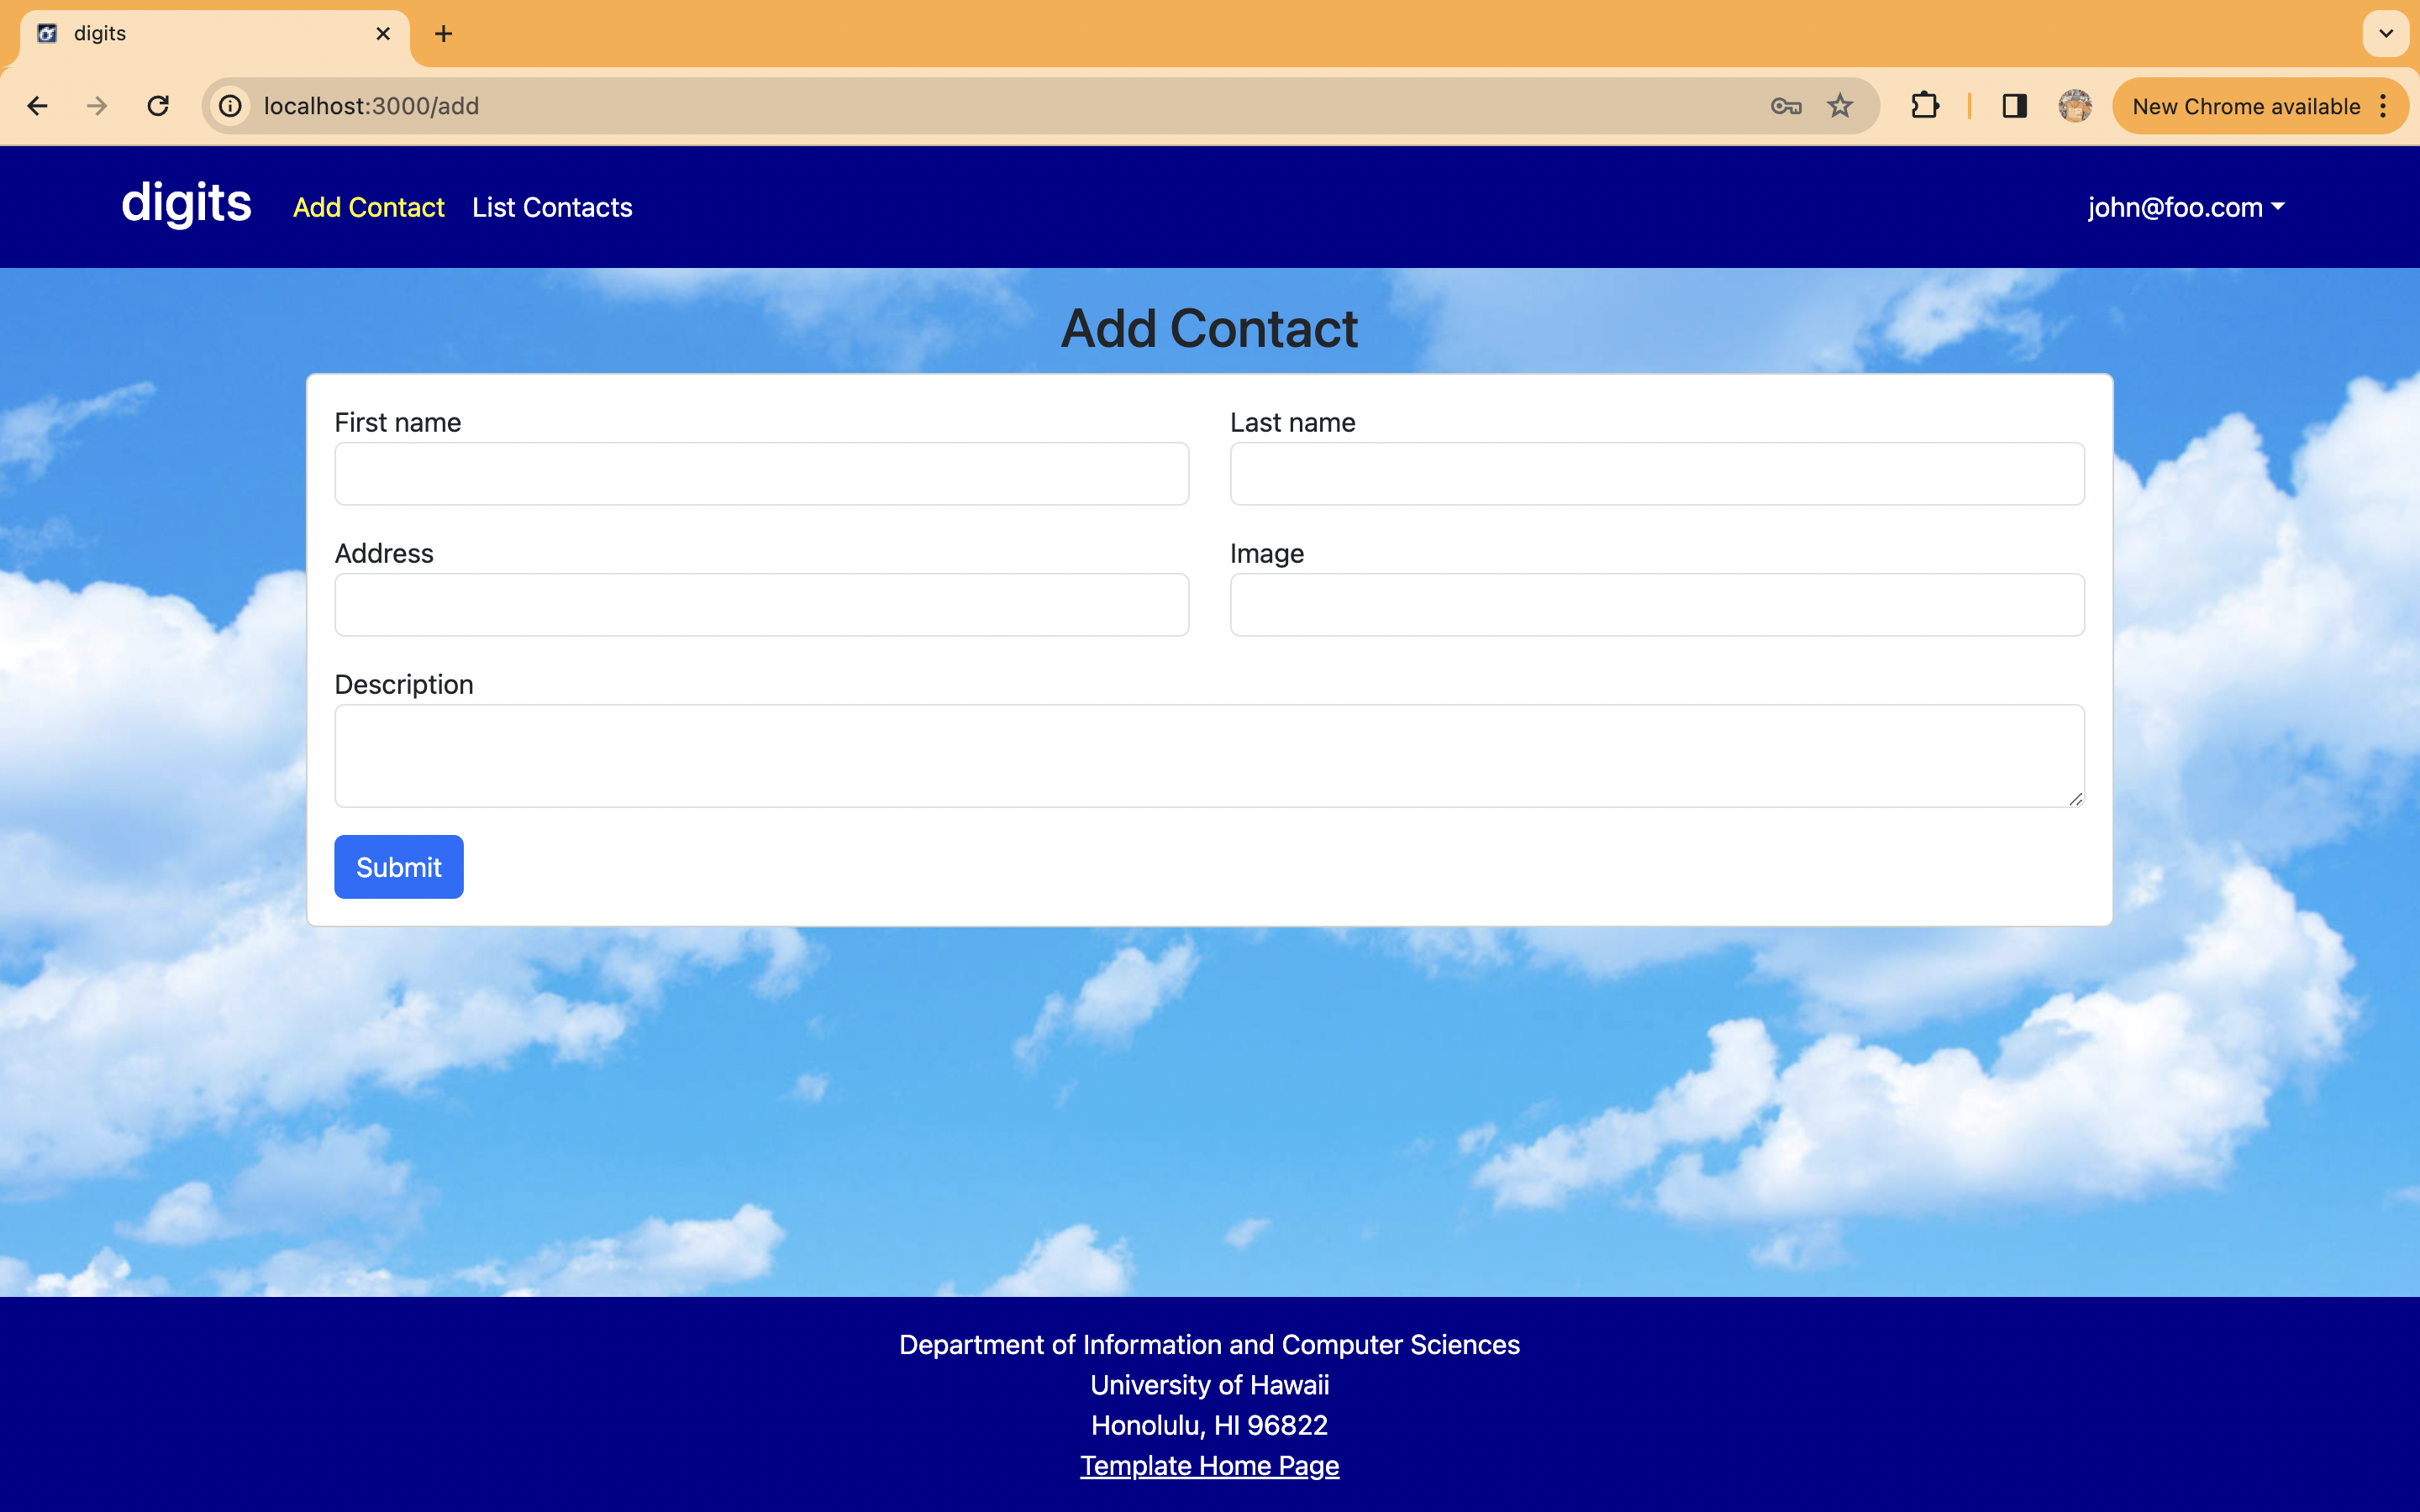 digits
localhost:3000/add
New Chrome available
digits Add Contact List Contacts john@foo.com
Add Contact
First name Last name
Address Image
Description
Submit
Department of Information and Computer Sciences
University of Hawaii
Honolulu, HI 96822
Template Home Page